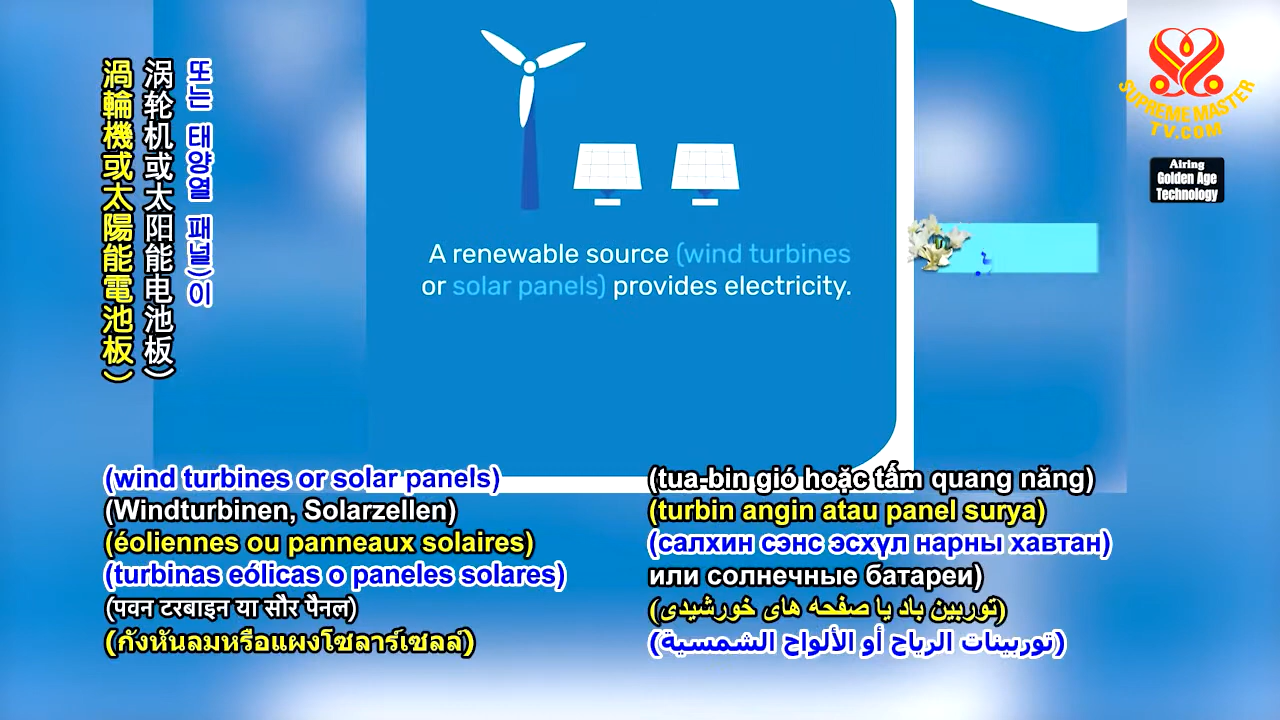 渦輪機或太陽能電池板）
涡轮机或太阳能电池板）
또는 태양열 패널)이
A renewable source (wind turbines
or solar panels) provides electricity.
SUPREME MASTER
TV.COM
Airing
Golden Age
Technology
(wind turbines or solar panels)
(Windturbinen, Solarzellen)
(éoliennes ou panneaux solaires)
(turbinas eólicas o paneles solares)
(पवन टरबाइन या सौर पैनल)
(กังหันลมหรือแผงโซลาร์เซลล์)
(tua-bin gió hoặc tấm quang năng)
(turbin angin atau panel surya)
(салхин сэнс эсхүл нарны хавтан)
или солнечные батареи)
(توربین باد یا صفحه های خورشیدی)
(توربينات الرياح أو الألواح الشمسية)